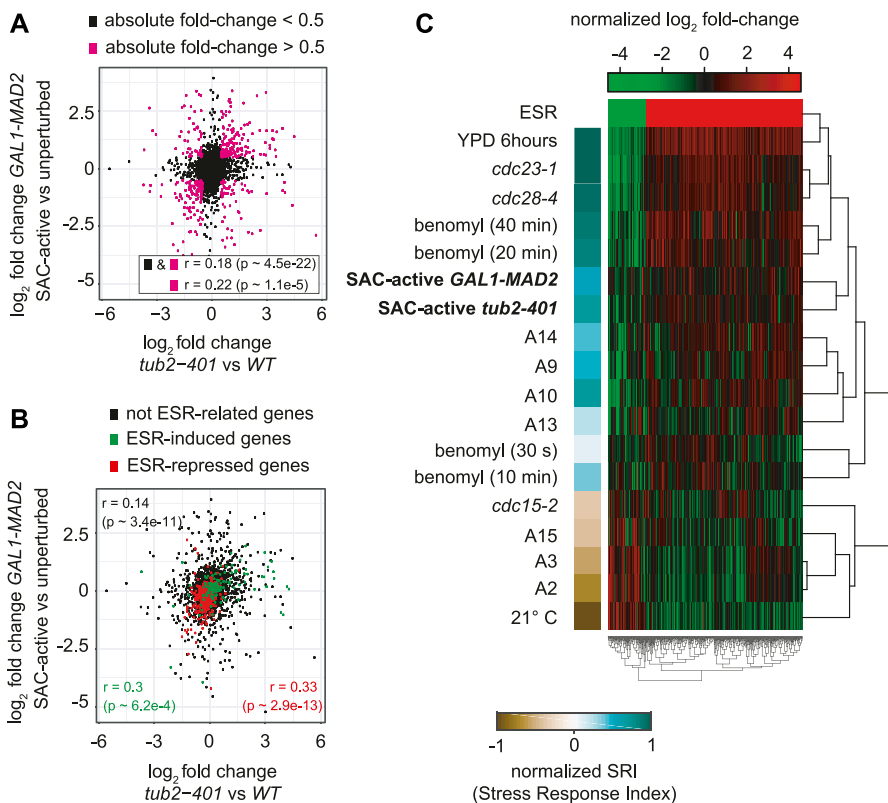 A
absolute fold-change < 0.5
absolute fold-change > 0.5
log2 fold change GAL1-MAD2
SAC-active vs unperturbed
2.5
0
−2.5
−5
& r = 0.18 (p ~ 4.5e-22)
r = 0.22 (p ~ 1.1e-5)
−6 −3 0 3 6
log2 fold change
tub2−401 vs WT
B
not ESR-related genes
ESR-induced genes
ESR-repressed genes
log2 fold change GAL1-MAD2
SAC-active vs unperturbed
2.5
0
-2.5
-5
r = 0.14
(p ~ 3.4e-11)
r = 0.3
(p ~ 6.2e-4)
r = 0.33
(p ~ 2.9e-13)
−6 −3 0 3 6
log2 fold change
tub2−401 vs WT
C
normalized log2 fold-change
-4 -2 0 2 4
ESR
YPD 6hours
cdc23-1
cdc28-4
benomyl (40 min)
benomyl (20 min)
SAC-active GAL1-MAD2
SAC-active tub2-401
A14
A9
A10
A13
benomyl (30 s)
benomyl (10 min)
cdc15-2
A15
A3
A2
21° C
-1 0 1
normalized SRI
(Stress Response Index)